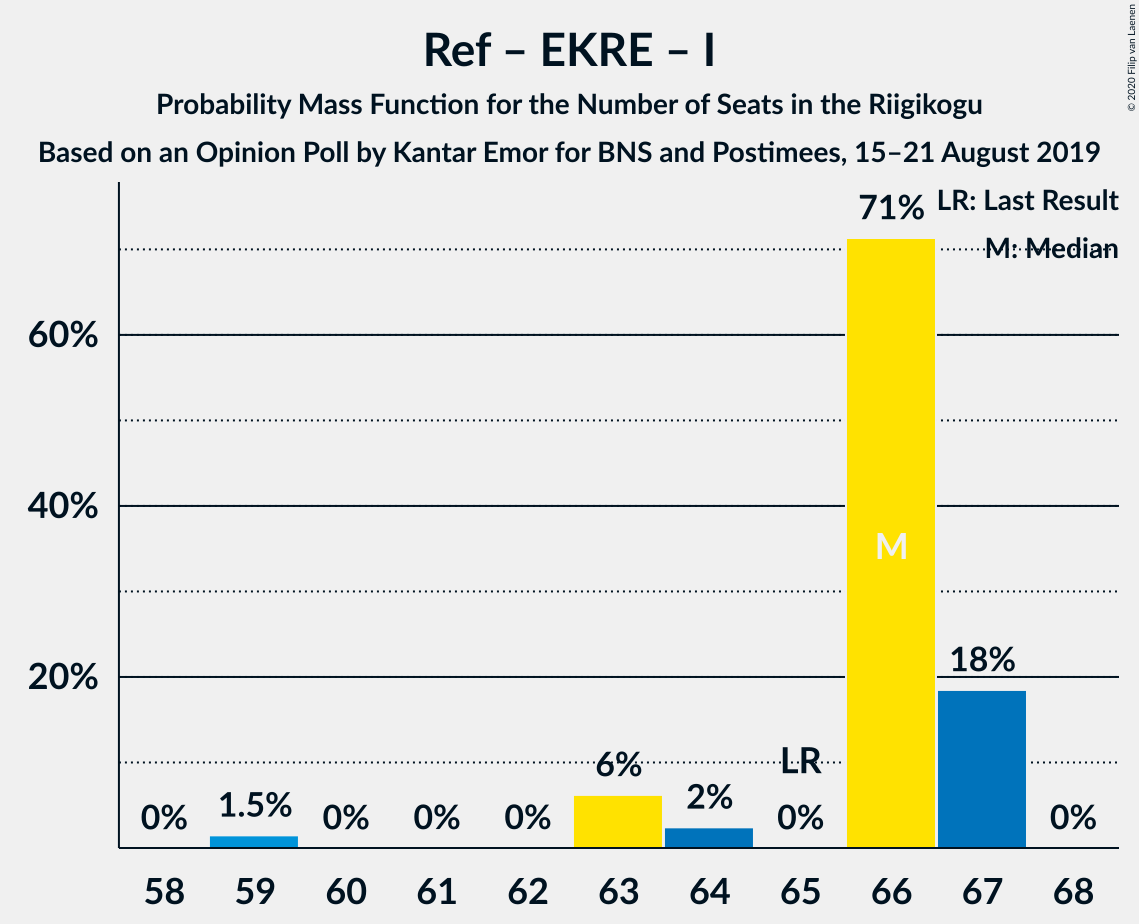 Ref – EKRE – I
Probability Mass Function for the Number of Seats in the Riigikogu
Based on an Opinion Poll by Kantar Emor for BNS and Postimees, 15–21 August 2019
© 2020 Filip van Laenen
LR: Last Result
M: Median
60%
40%
20%
0%
1.5%
0%
0%
0%
6%
2%
LR
0%
71%
M
18%
0%
58 59 60 61 62 63 64 65 66 67 68